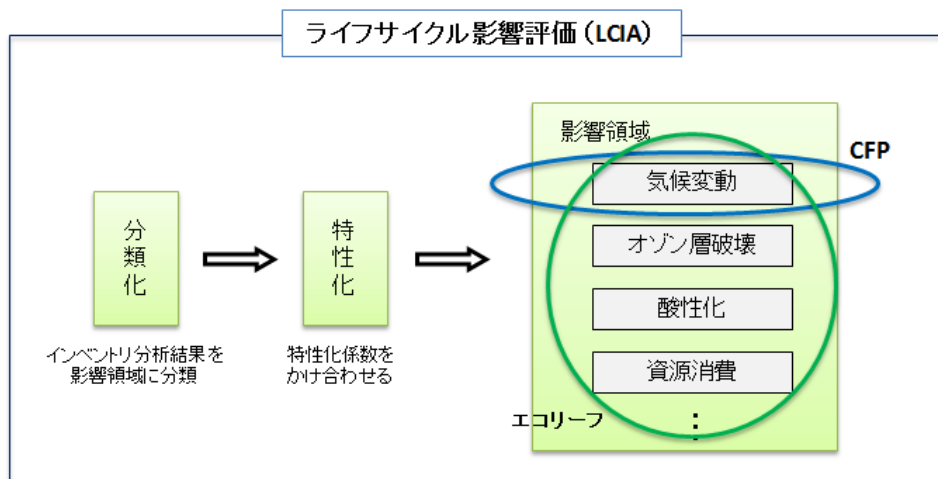 ライフサイクル影響評価（LCIA）
影響領域
CFP
気候変動
分類化
特性化
オゾン層破壊
酸性化
インベントリ分析結果を
影響領域に分類
特性化係数を
かけ合わせる
資源消費
エコリーフ
：